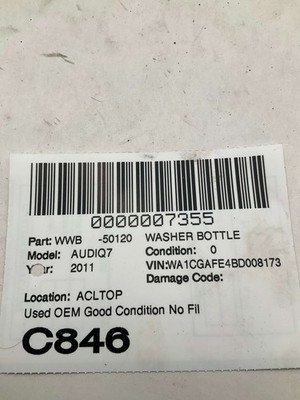 0000007355
Part: WWB -50120 WASHER BOTTLE
Model: AUDIQ7 Condition: 0
Year: 2011 VIN:WA1CGAFE4BD008173
Damage Code:
Location: ACLTOP
Used OEM Good Condition No Fil
C846